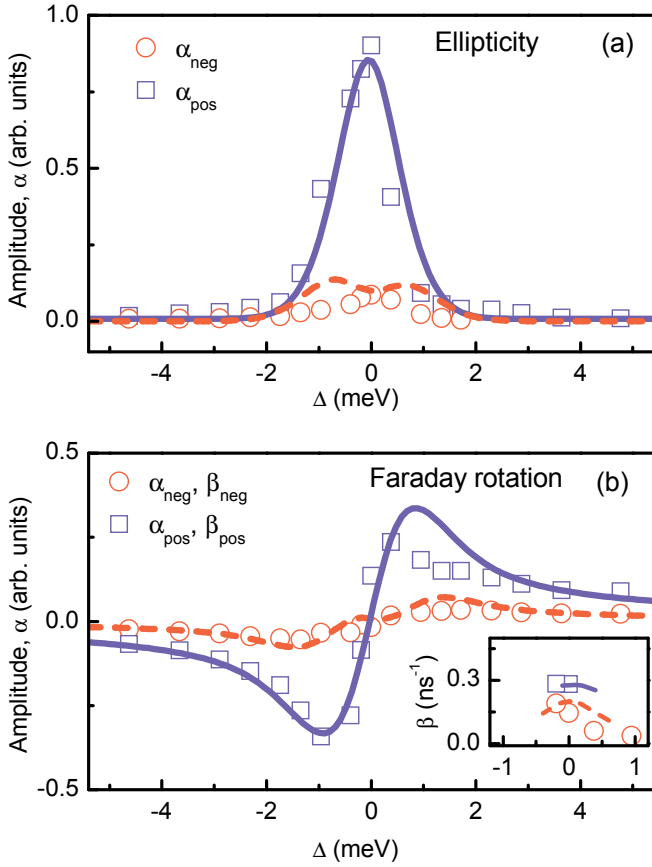 Ellipticity (a)
α_neg
α_pos
Amplitude, α (arb. units)
1.0
0.5
0.0
-4 -2 0 2 4
Δ (meV)
Faraday rotation (b)
α_neg, β_neg
α_pos, β_pos
Amplitude, α (arb. units)
0.5
0.0
-0.5
β (ns⁻¹)
0.3
0.0
-1 0 1
-4 -2 0 2 4
Δ (meV)